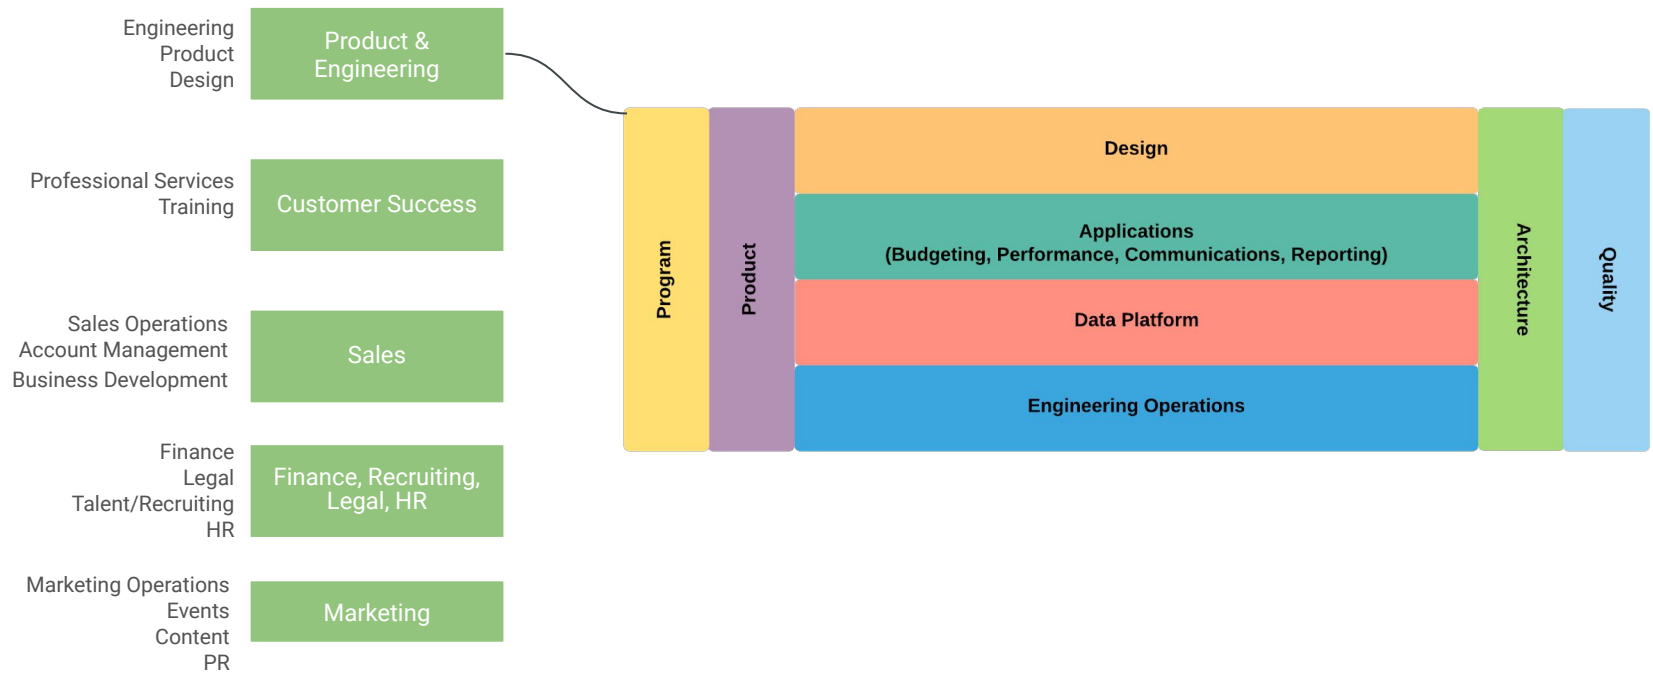 Engineering
Product
Design
Product &
Engineering
Professional Services
Training
Customer Success
Sales Operations
Account Management
Business Development
Sales
Finance
Legal
Talent/Recruiting
HR
Finance, Recruiting,
Legal, HR
Marketing Operations
Events
Content
PR
Marketing
Program
Product
Design
Applications
(Budgeting, Performance, Communications, Reporting)
Data Platform
Engineering Operations
Architecture
Quality